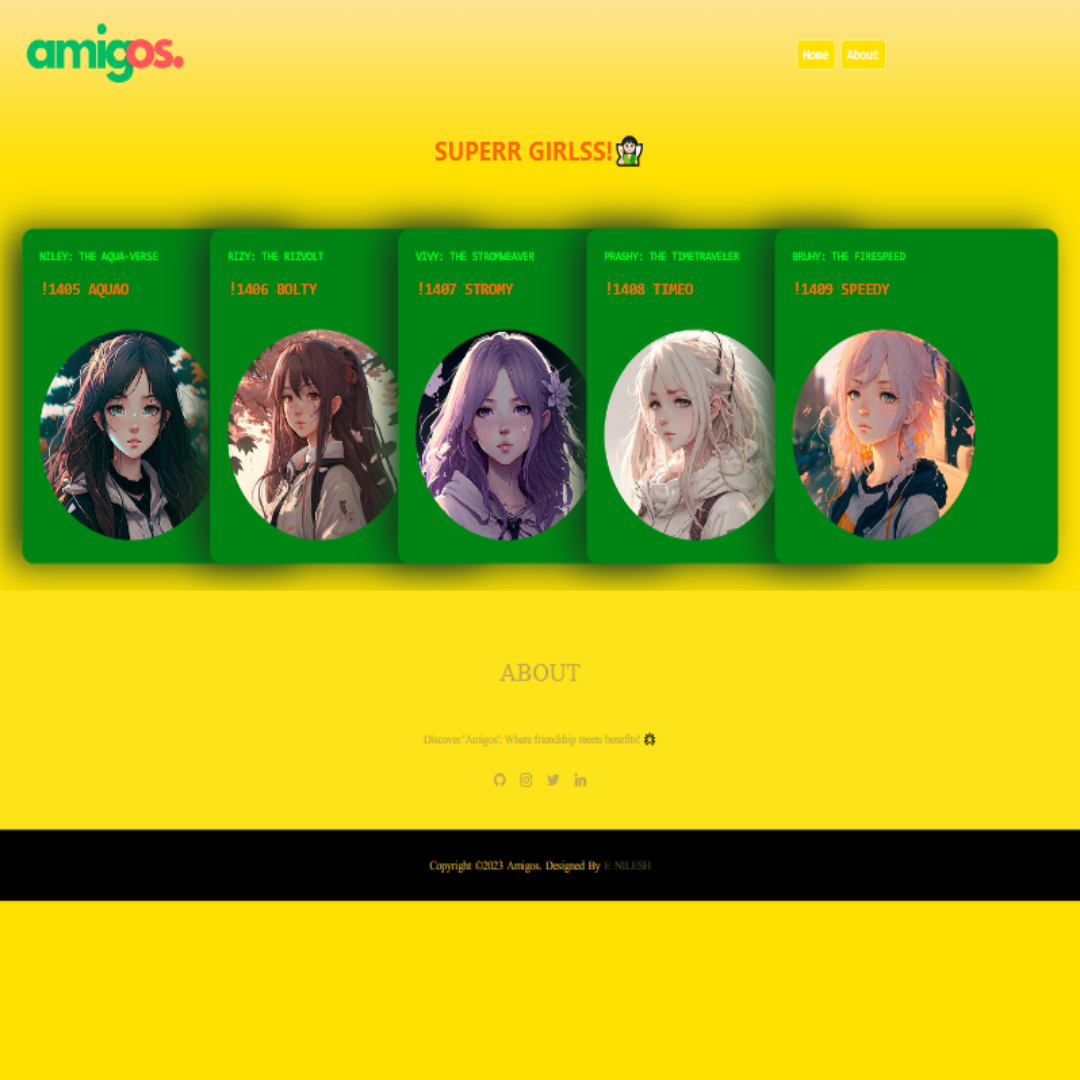 amigos.
Home About
SUPERR GIRLSS!
NILEY: THE AQUA-VERSE
!1405 AQUAO
RIZY: THE RIZVOLT
!1406 BOLTY
VIVY: THE STROMWEAVER
!1407 STROMY
PRASHY: THE TIMETRAVELER
!1408 TIMEO
BRUHY: THE FIRESPEED
!1409 SPEEDY
ABOUT
Discover 'Amigos': Where friendship meets benefits!
Copyright ©2023 Amigos. Designed By E NILESH